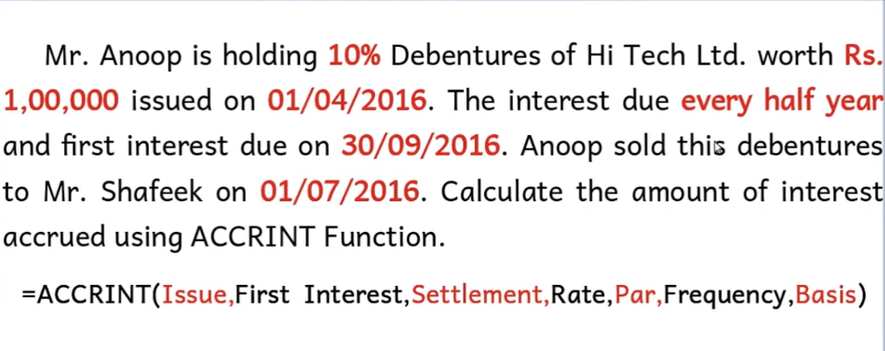 Mr. Anoop is holding 10% Debentures of Hi Tech Ltd. worth Rs.
1,00,000 issued on 01/04/2016. The interest due every half year
and first interest due on 30/09/2016. Anoop sold this debentures
to Mr. Shafeek on 01/07/2016. Calculate the amount of interest
accrued using ACCRINT Function.
=ACCRINT(Issue,First Interest,Settlement,Rate,Par,Frequency,Basis)